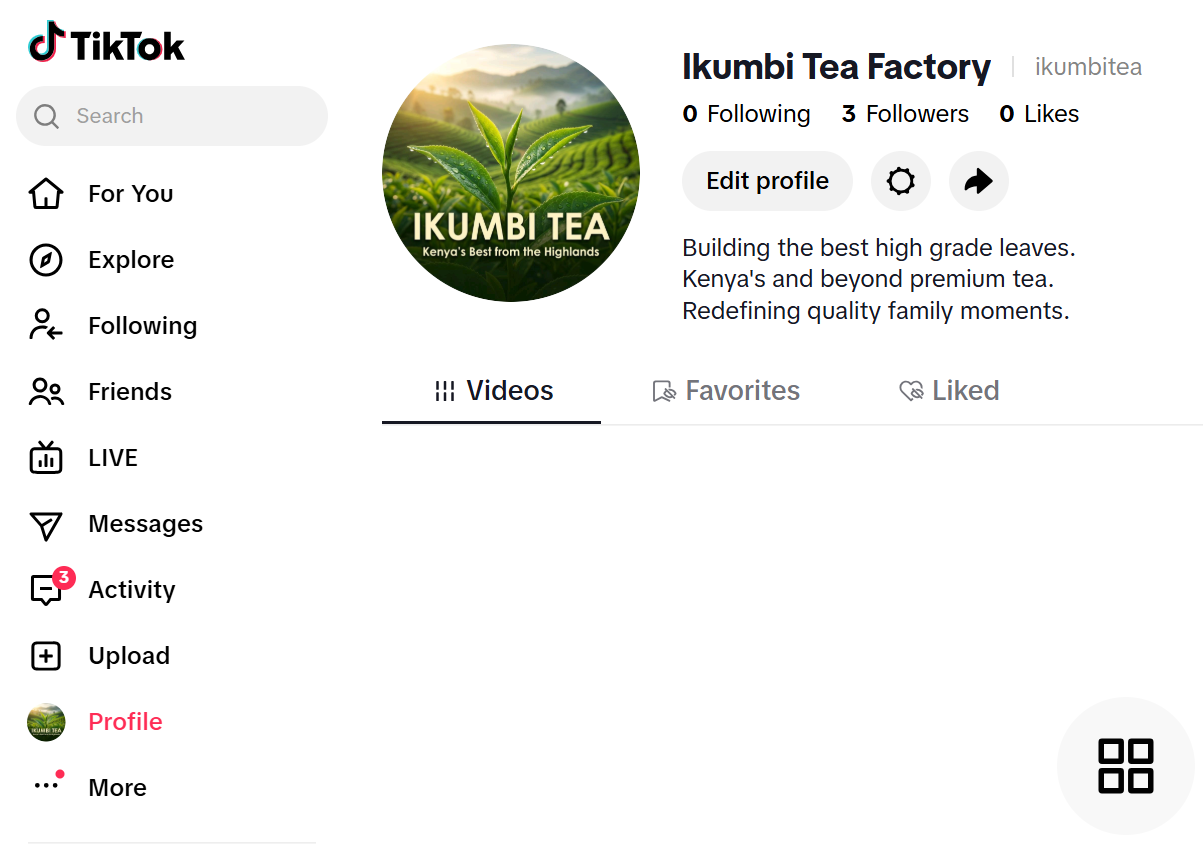 TikTok
Search
For You
Explore
Following
Friends
LIVE
Messages
3
Activity
Upload
Profile
More
IKUMBI TEA
Kenya's Best from the Highlands
Ikumbi Tea Factory ikumbitea
0 Following 3 Followers 0 Likes
Edit profile
Building the best high grade leaves.
Kenya's and beyond premium tea.
Redefining quality family moments.
Videos Favorites Liked
IKUMBI TEA